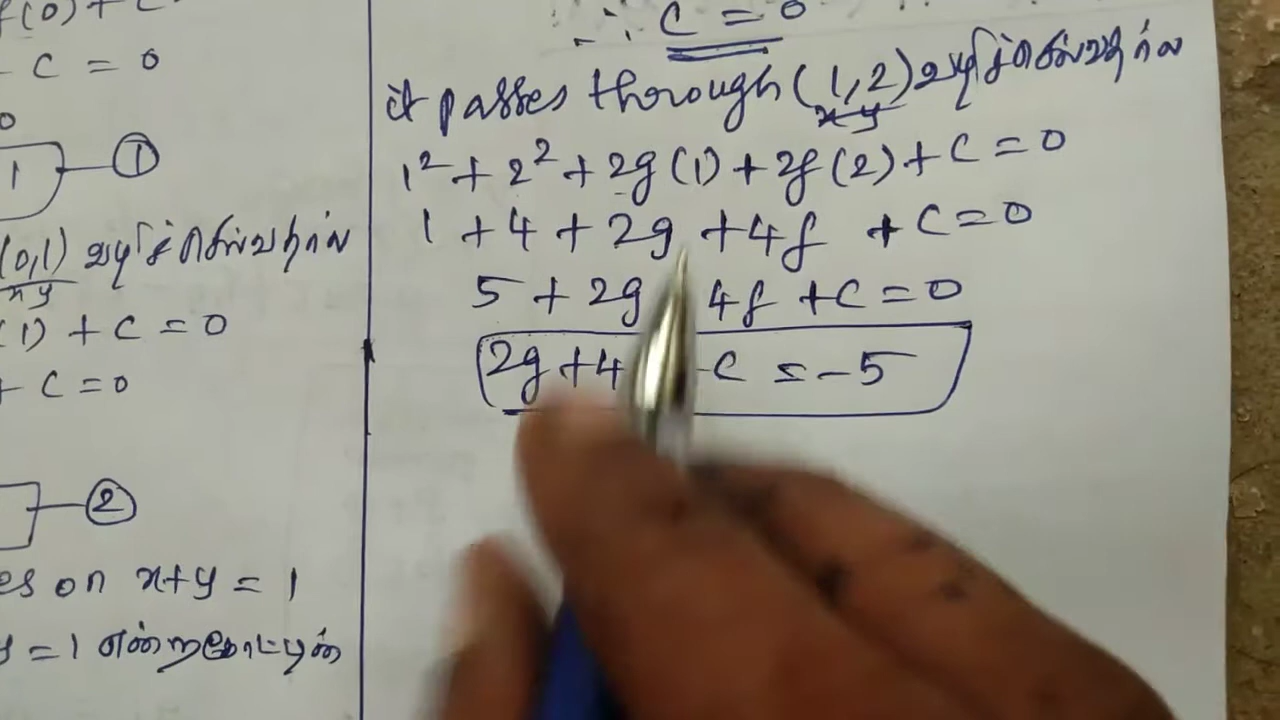 f(0) + C
- C = 0
0
1 — ①
(0,1) வழிச்செல்வதால்
x y
(1) + C = 0
+ C = 0
②
es on x+y = 1
y = 1 என்ற
∴ C = 0
it passes through (1,2) வழிச்செல்வதால்
x y
1² + 2² + 2g(1) + 2f(2) + C = 0
1 + 4 + 2g + 4f + C = 0
5 + 2g 4f + C = 0
2g + 4 C = -5